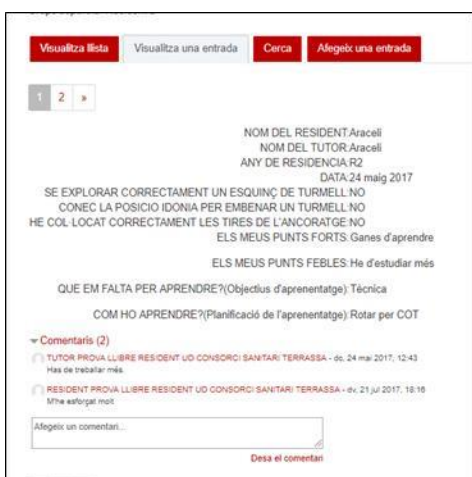 Visualitza llista Visualitza una entrada Cerca Afegeix una entrada
1 2 »
NOM DEL RESIDENT:Araceli
NOM DEL TUTOR:Araceli
ANY DE RESIDENCIA:R2
DATA:24 maig 2017
SE EXPLORAR CORRECTAMENT UN ESQUINÇ DE TURMELL:NO
CONEC LA POSICIO IDONIA PER EMBENAR UN TURMELL:NO
HE COL·LOCAT CORRECTAMENT LES TIRES DE L'ANCORATGE:NO
ELS MEUS PUNTS FORTS: Ganes d'aprendre
ELS MEUS PUNTS FEBLES: He d'estudiar més
QUE EM FALTA PER APRENDRE?(Objectius d'aprenentatge): Tècnica
COM HO APRENDRE?(Planificació de l'aprenentatge): Rotar per COT
Comentaris (2)
TUTOR PROVA LLIBRE RESIDENT UD CONSORCI SANITARI TERRASSA - dc, 24 mai 2017, 12:43
Has de treballar més.
RESIDENT PROVA LLIBRE RESIDENT UD CONSORCI SANITARI TERRASSA - dv, 21 jul 2017, 18:16
M'he esforçat molt
Afegeix un comentari...
Desa el comentari